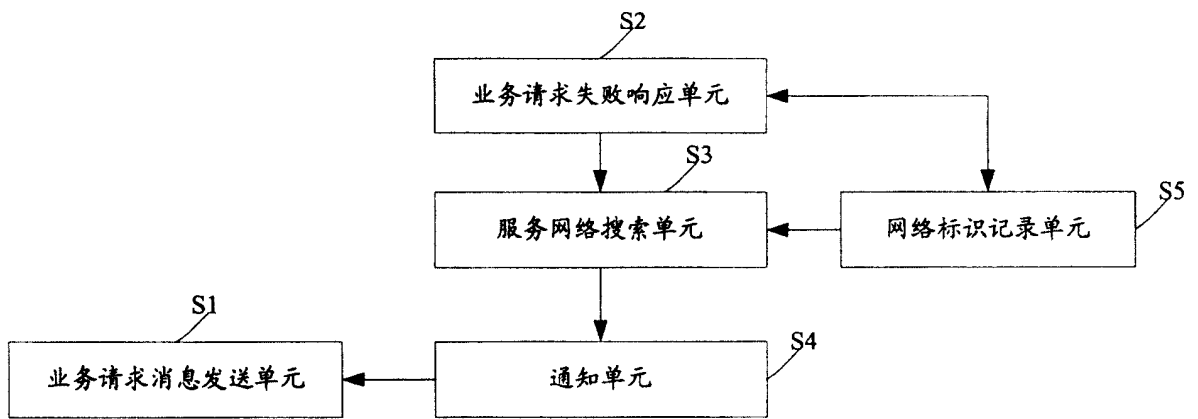 S2
业务请求失败响应单元
S3
服务网络搜索单元
S5
网络标识记录单元
S1
业务请求消息发送单元
S4
通知单元